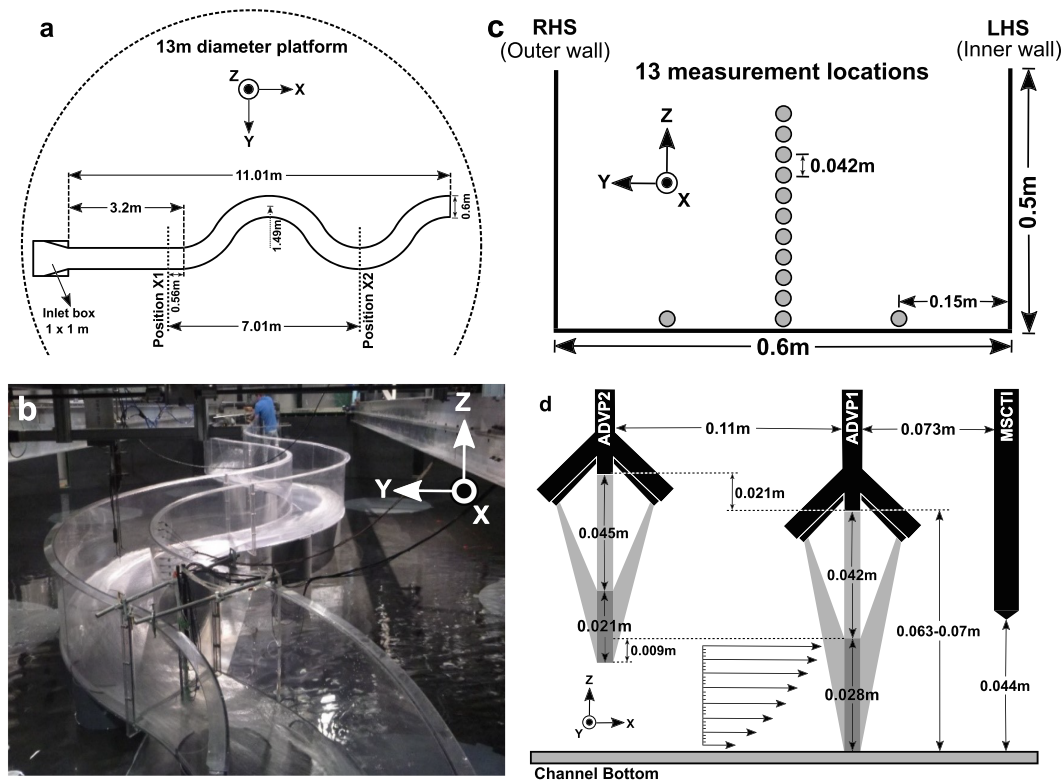 a
13m diameter platform
Z
X
Y
11.01m
3.2m
0.6m
1.49m
0.56m
Position X1
Position X2
Inlet box
1 x 1 m
7.01m
c
RHS
(Outer wall)
LHS
(Inner wall)
13 measurement locations
Z
Y
X
0.042m
0.5m
0.15m
0.6m
b
Z
Y
X
d
ADVP2
ADVP1
MSCTI
0.11m
0.073m
0.021m
0.045m
0.042m
0.021m
0.009m
0.063-0.07m
0.028m
0.044m
Z
Y
X
Channel Bottom